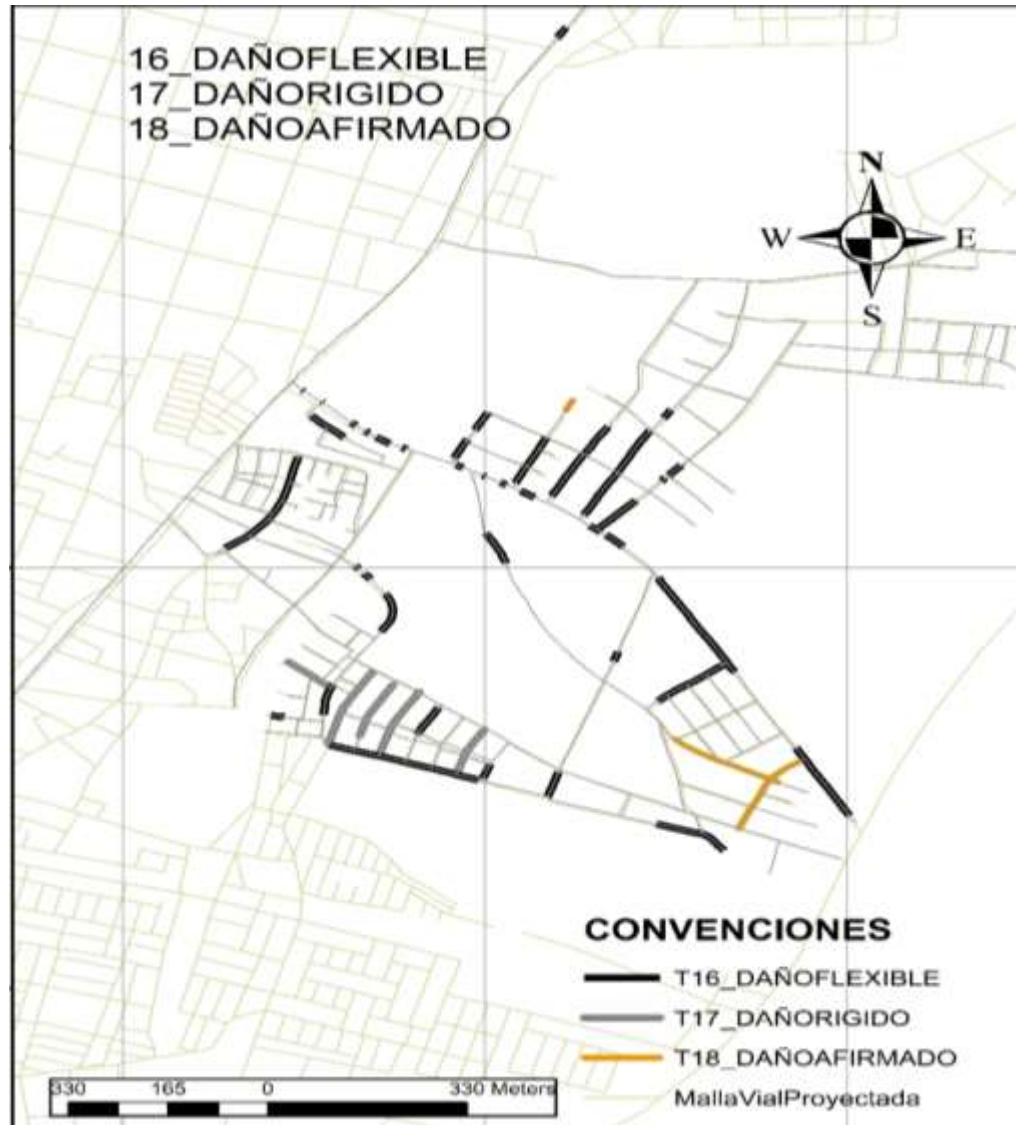 16_DAÑOFLEXIBLE
17_DAÑORIGIDO
18_DAÑOAFIRMADO
N
W E
S
CONVENCIONES
T16_DAÑOFLEXIBLE
T17_DAÑORIGIDO
T18_DAÑOAFIRMADO
MallaVialProyectada
330 165 0 330 Meters